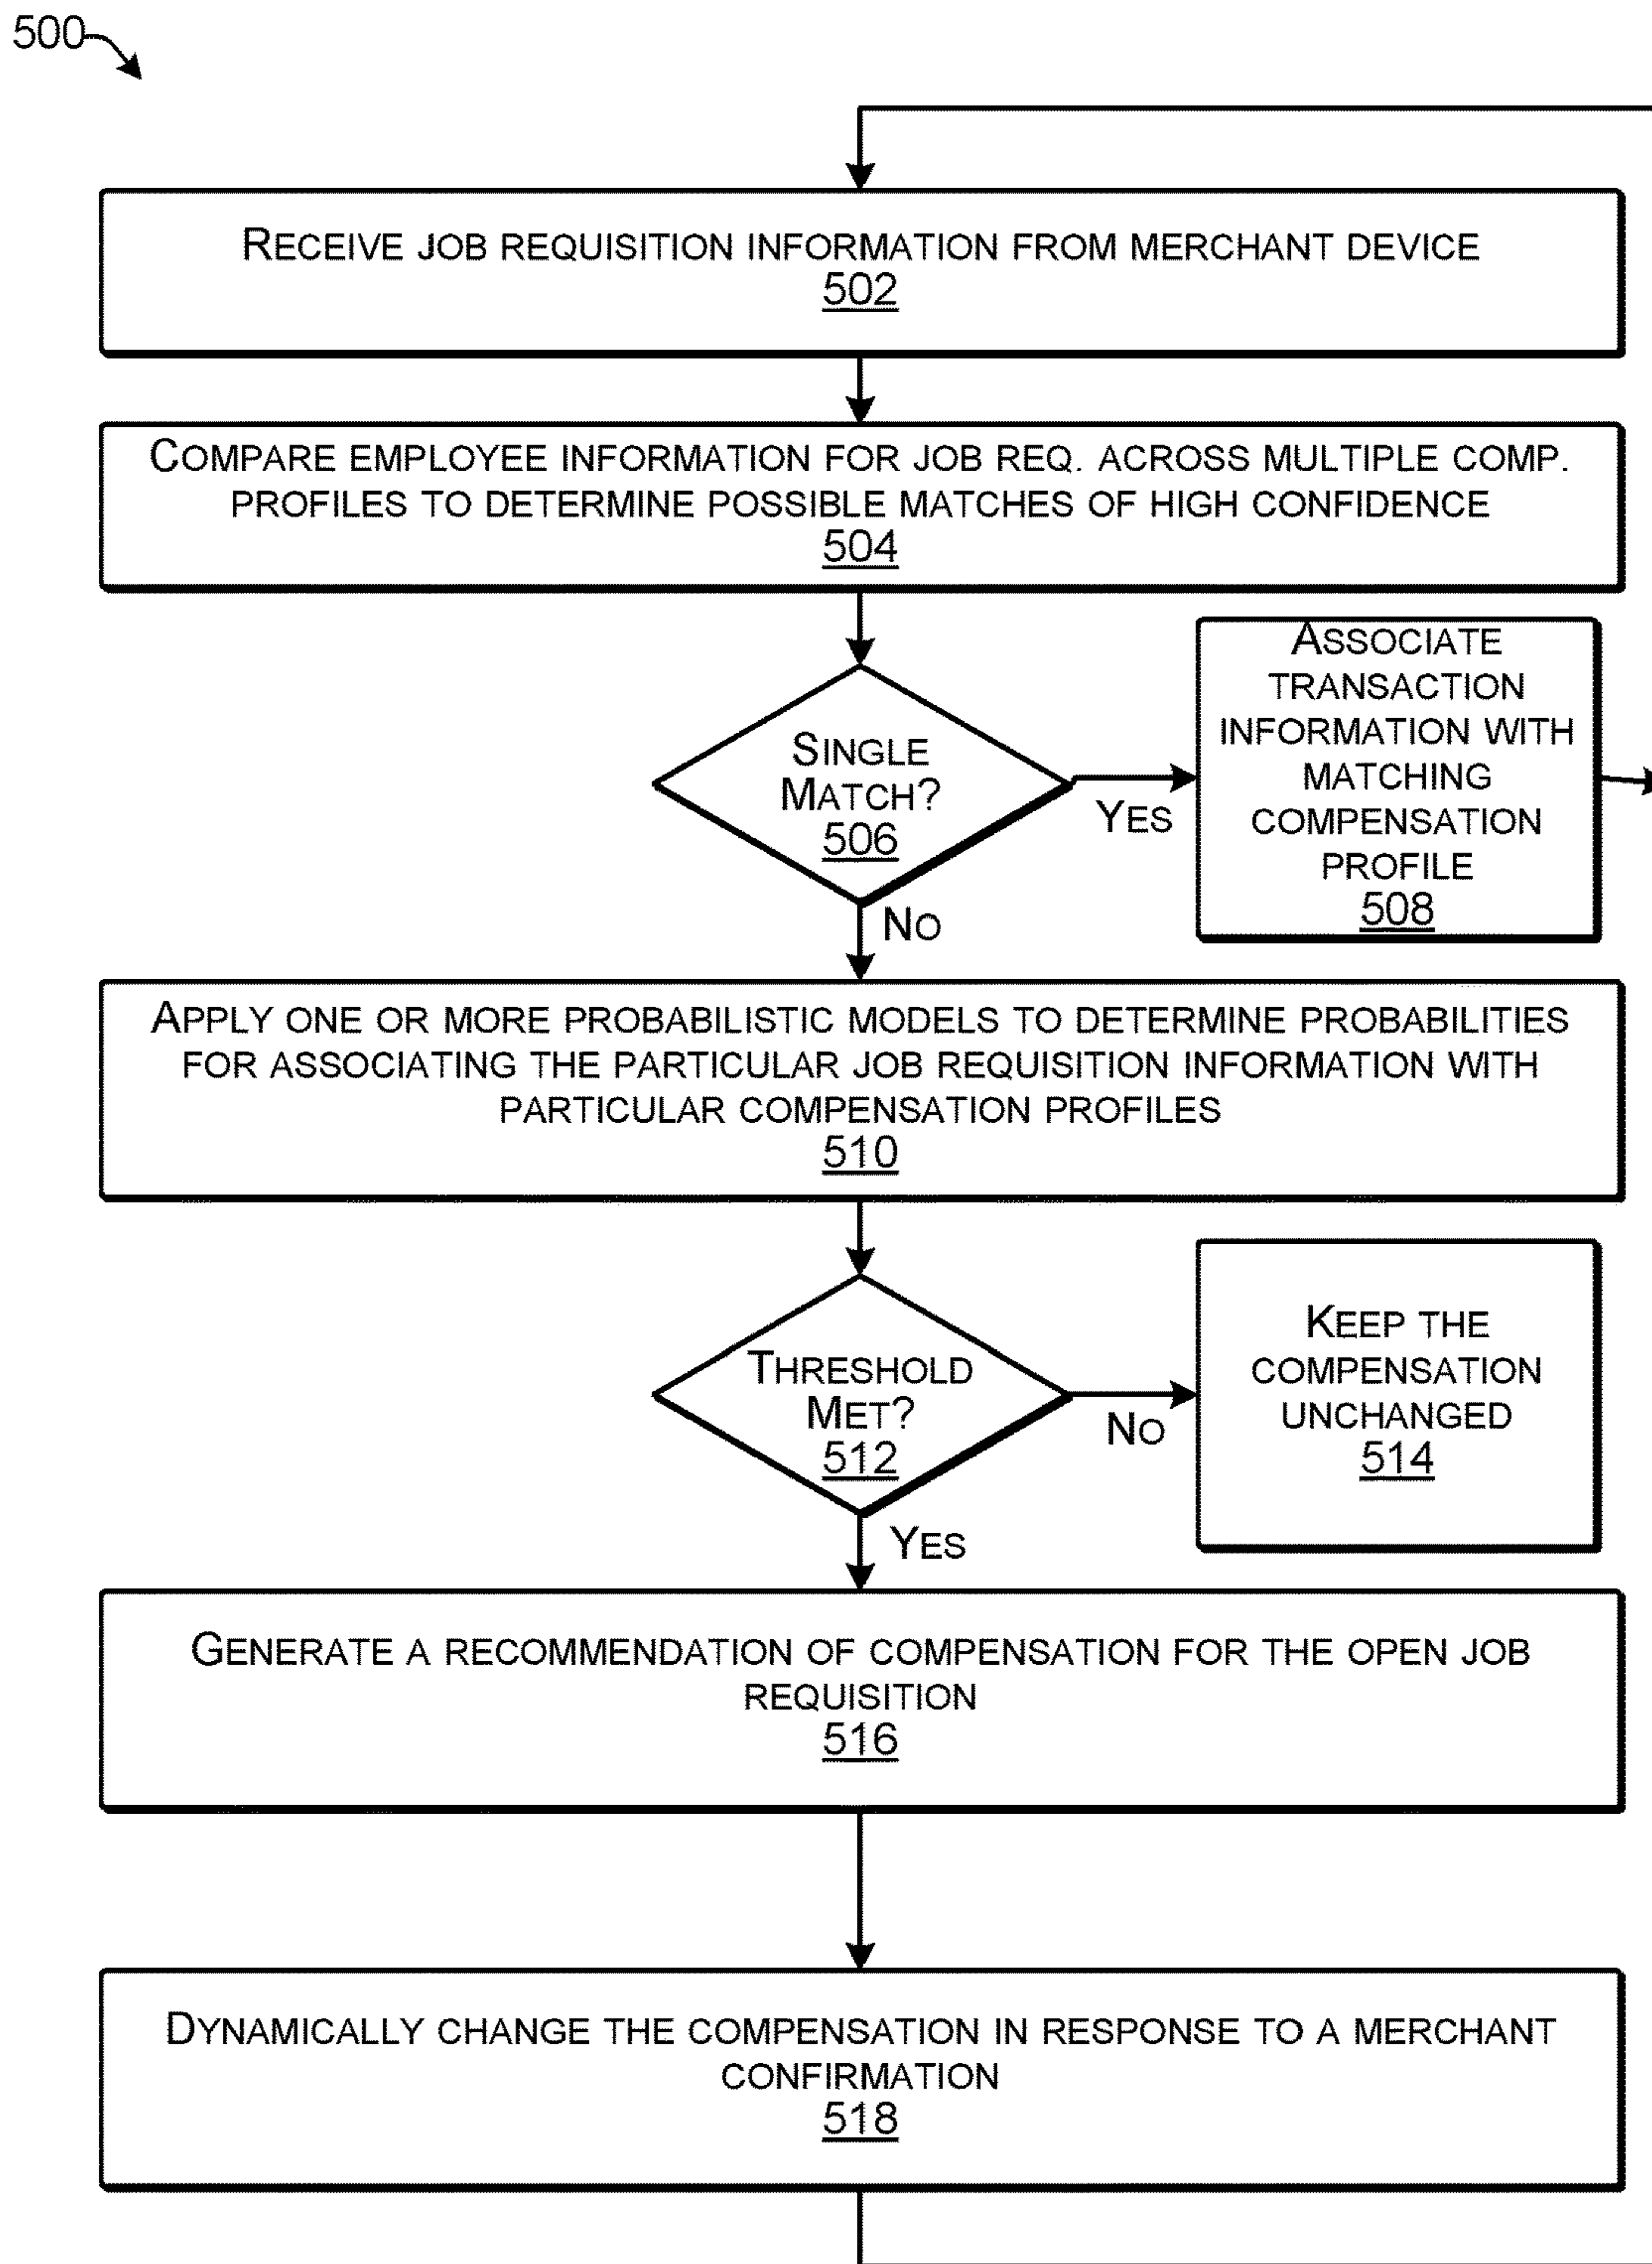 500
RECEIVE JOB REQUISITION INFORMATION FROM MERCHANT DEVICE
502
COMPARE EMPLOYEE INFORMATION FOR JOB REQ. ACROSS MULTIPLE COMP.
PROFILES TO DETERMINE POSSIBLE MATCHES OF HIGH CONFIDENCE
504
SINGLE
MATCH?
506
YES
ASSOCIATE
TRANSACTION
INFORMATION WITH
MATCHING
COMPENSATION
PROFILE
508
NO
APPLY ONE OR MORE PROBABILISTIC MODELS TO DETERMINE PROBABILITIES
FOR ASSOCIATING THE PARTICULAR JOB REQUISITION INFORMATION WITH
PARTICULAR COMPENSATION PROFILES
510
THRESHOLD
MET?
512
NO
KEEP THE
COMPENSATION
UNCHANGED
514
YES
GENERATE A RECOMMENDATION OF COMPENSATION FOR THE OPEN JOB
REQUISITION
516
DYNAMICALLY CHANGE THE COMPENSATION IN RESPONSE TO A MERCHANT
CONFIRMATION
518